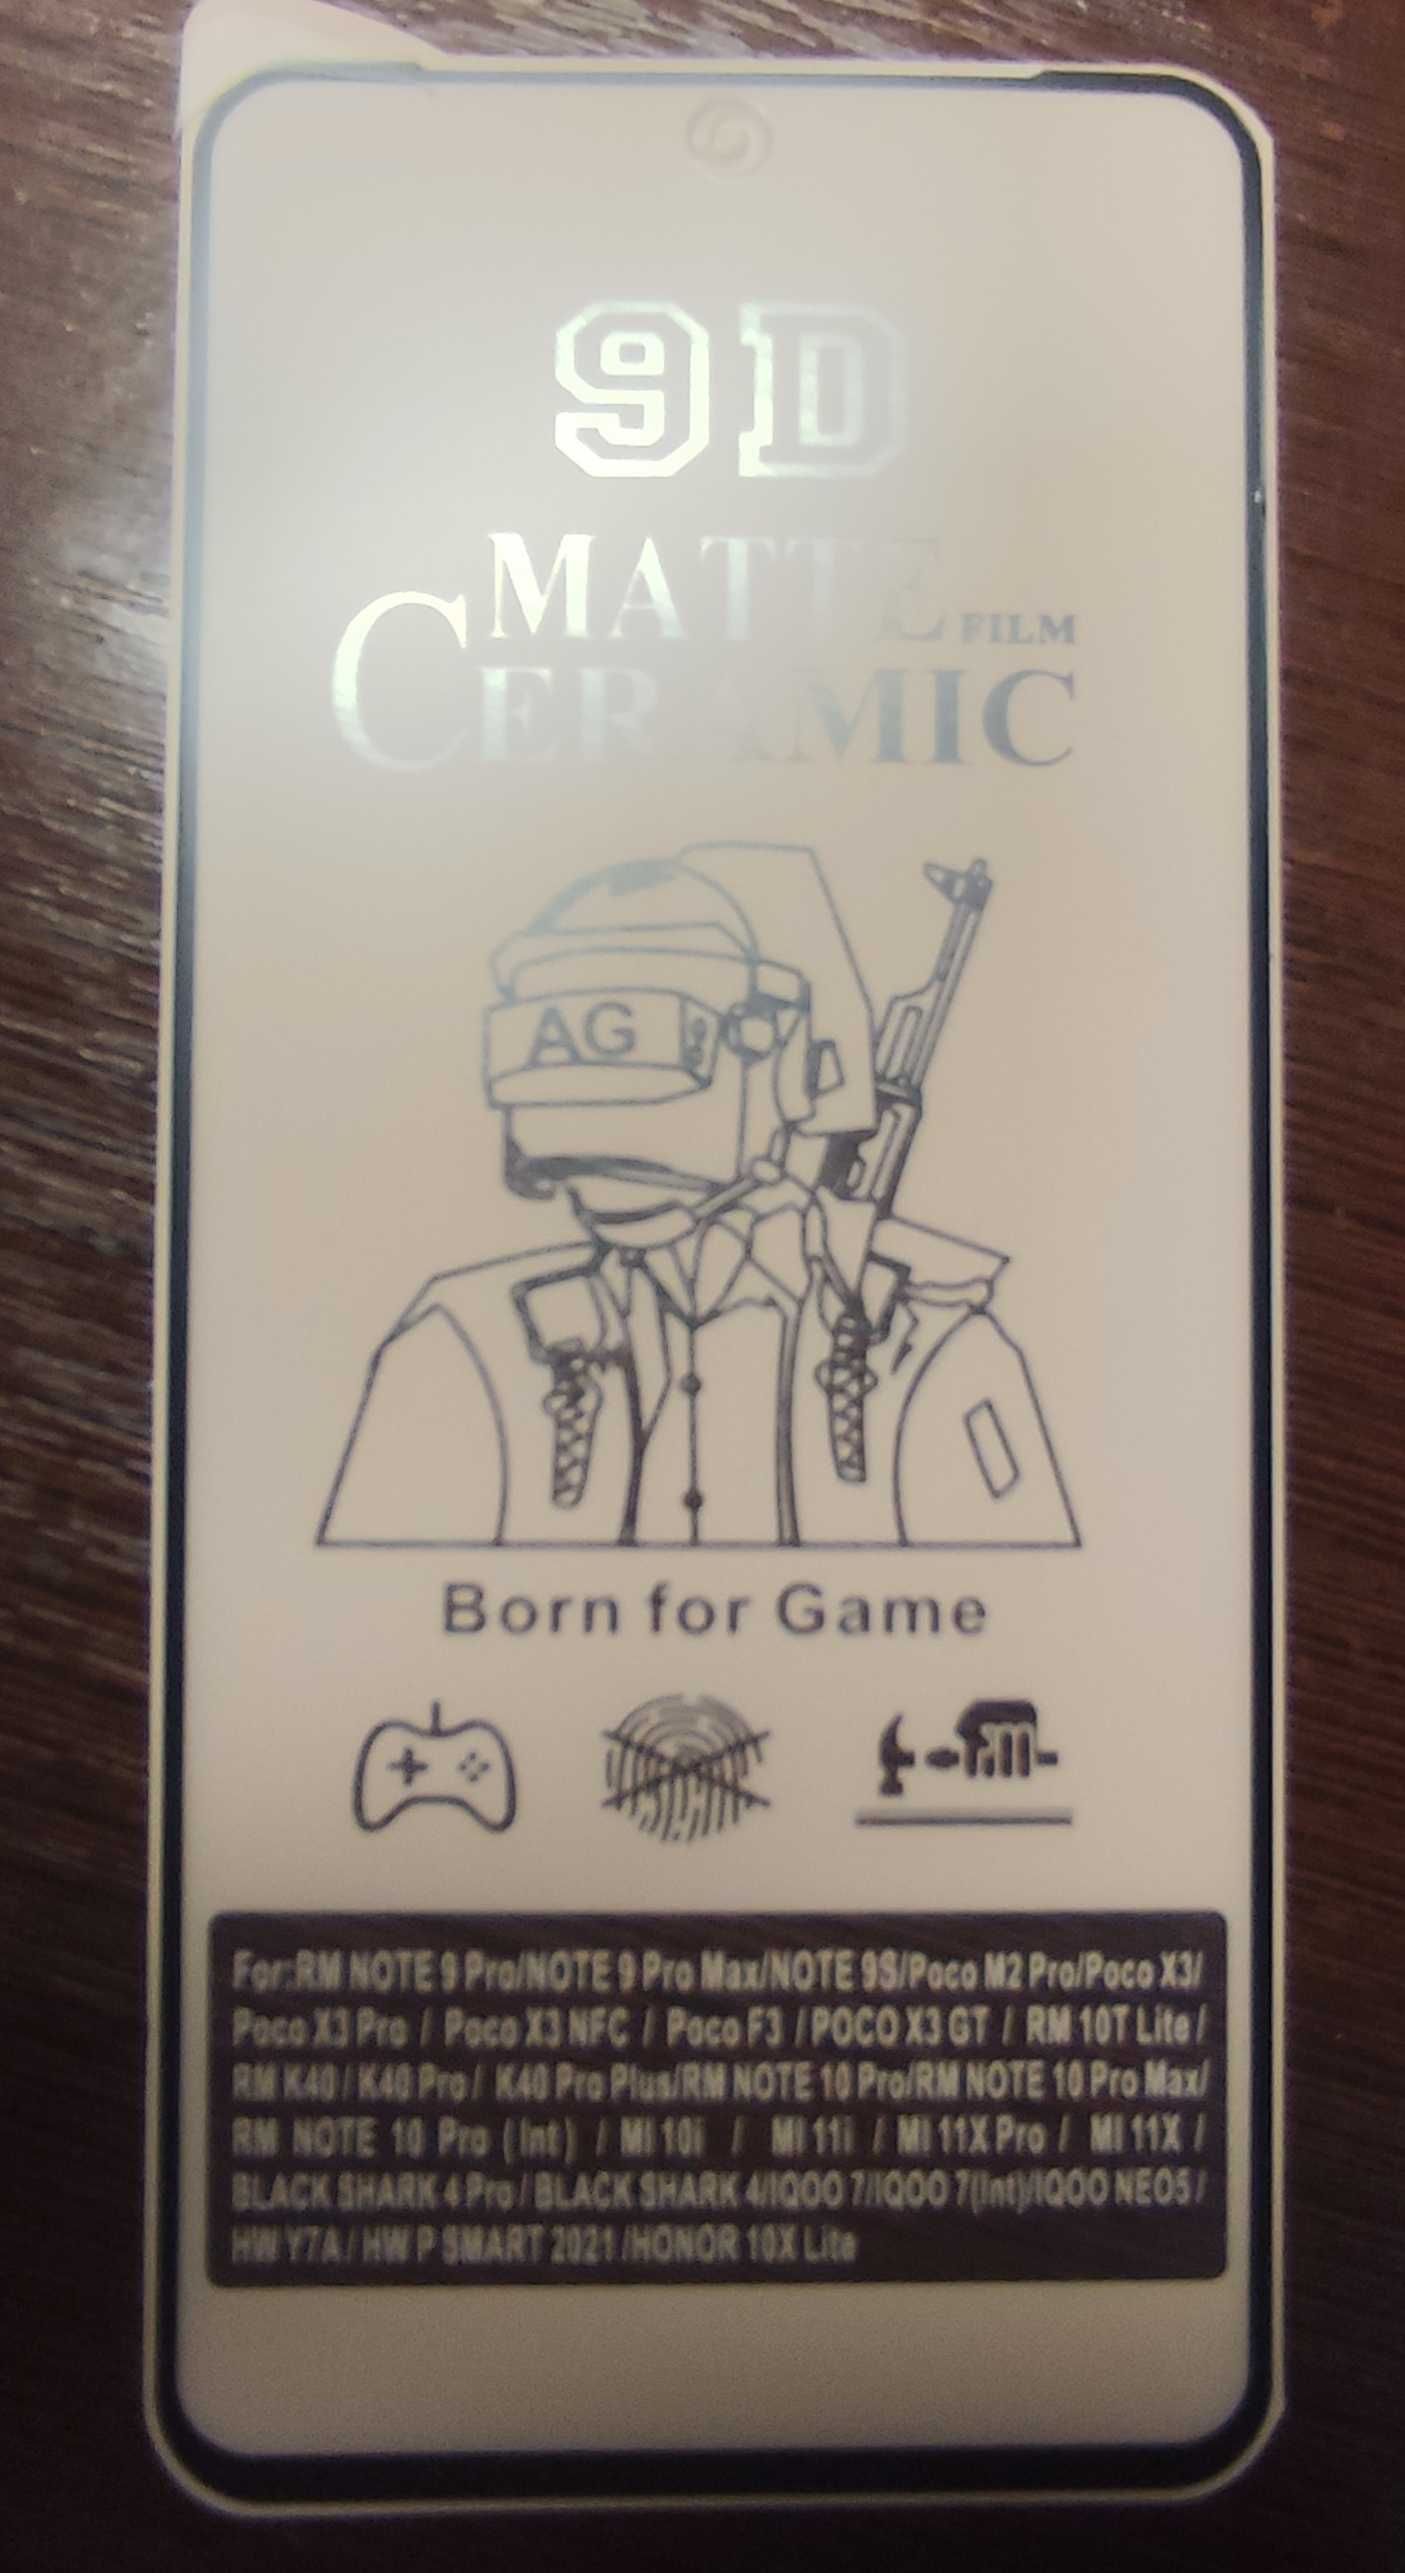 9D
MATTE FILM
CERAMIC
AG
Born for Game
For:RM NOTE 9 Pro/NOTE 9 Pro Max/NOTE 9S/Poco M2 Pro/Poco X3/
Poco X3 Pro / Poco X3 NFC / Poco F3 / POCO X3 GT / RM 10T Lite /
RM K40 / K40 Pro / K40 Pro Plus/RM NOTE 10 Pro/RM NOTE 10 Pro Max/
RM NOTE 10 Pro (Int) / MI 10i / MI 11i / MI 11X Pro / MI 11X /
BLACK SHARK 4 Pro / BLACK SHARK 4/IQOO 7/IQOO 7(Int)/IQOO NEO5 /
HW Y7A / HW P SMART 2021 /HONOR 10X Lite